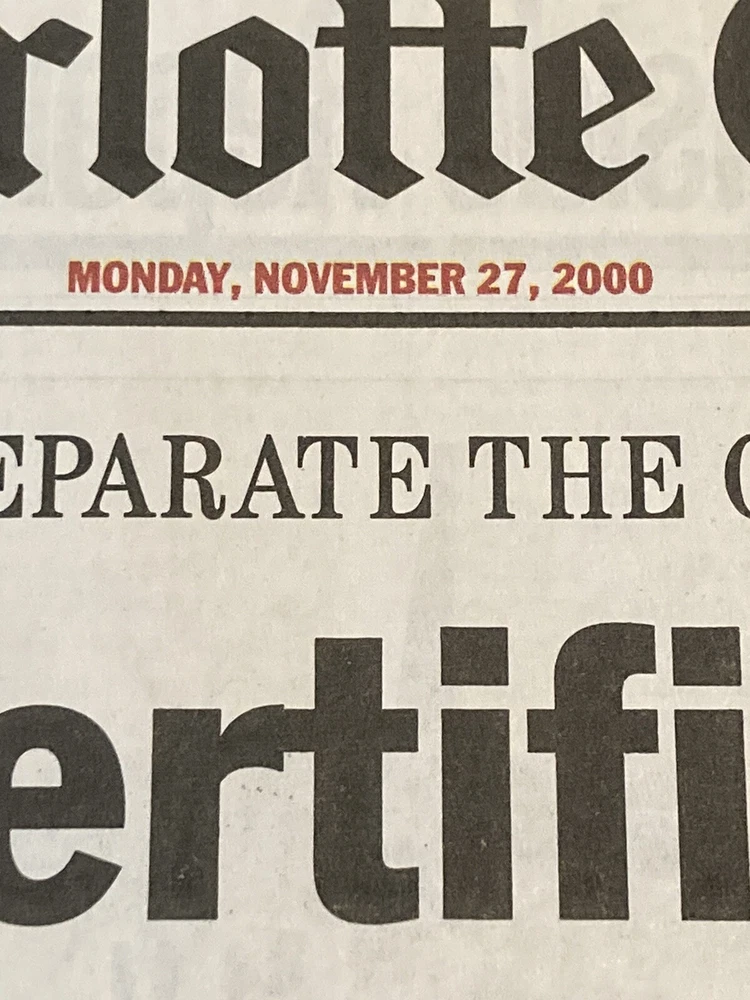 rlotte
MONDAY, NOVEMBER 27, 2000
EPARATE THE
ertifi